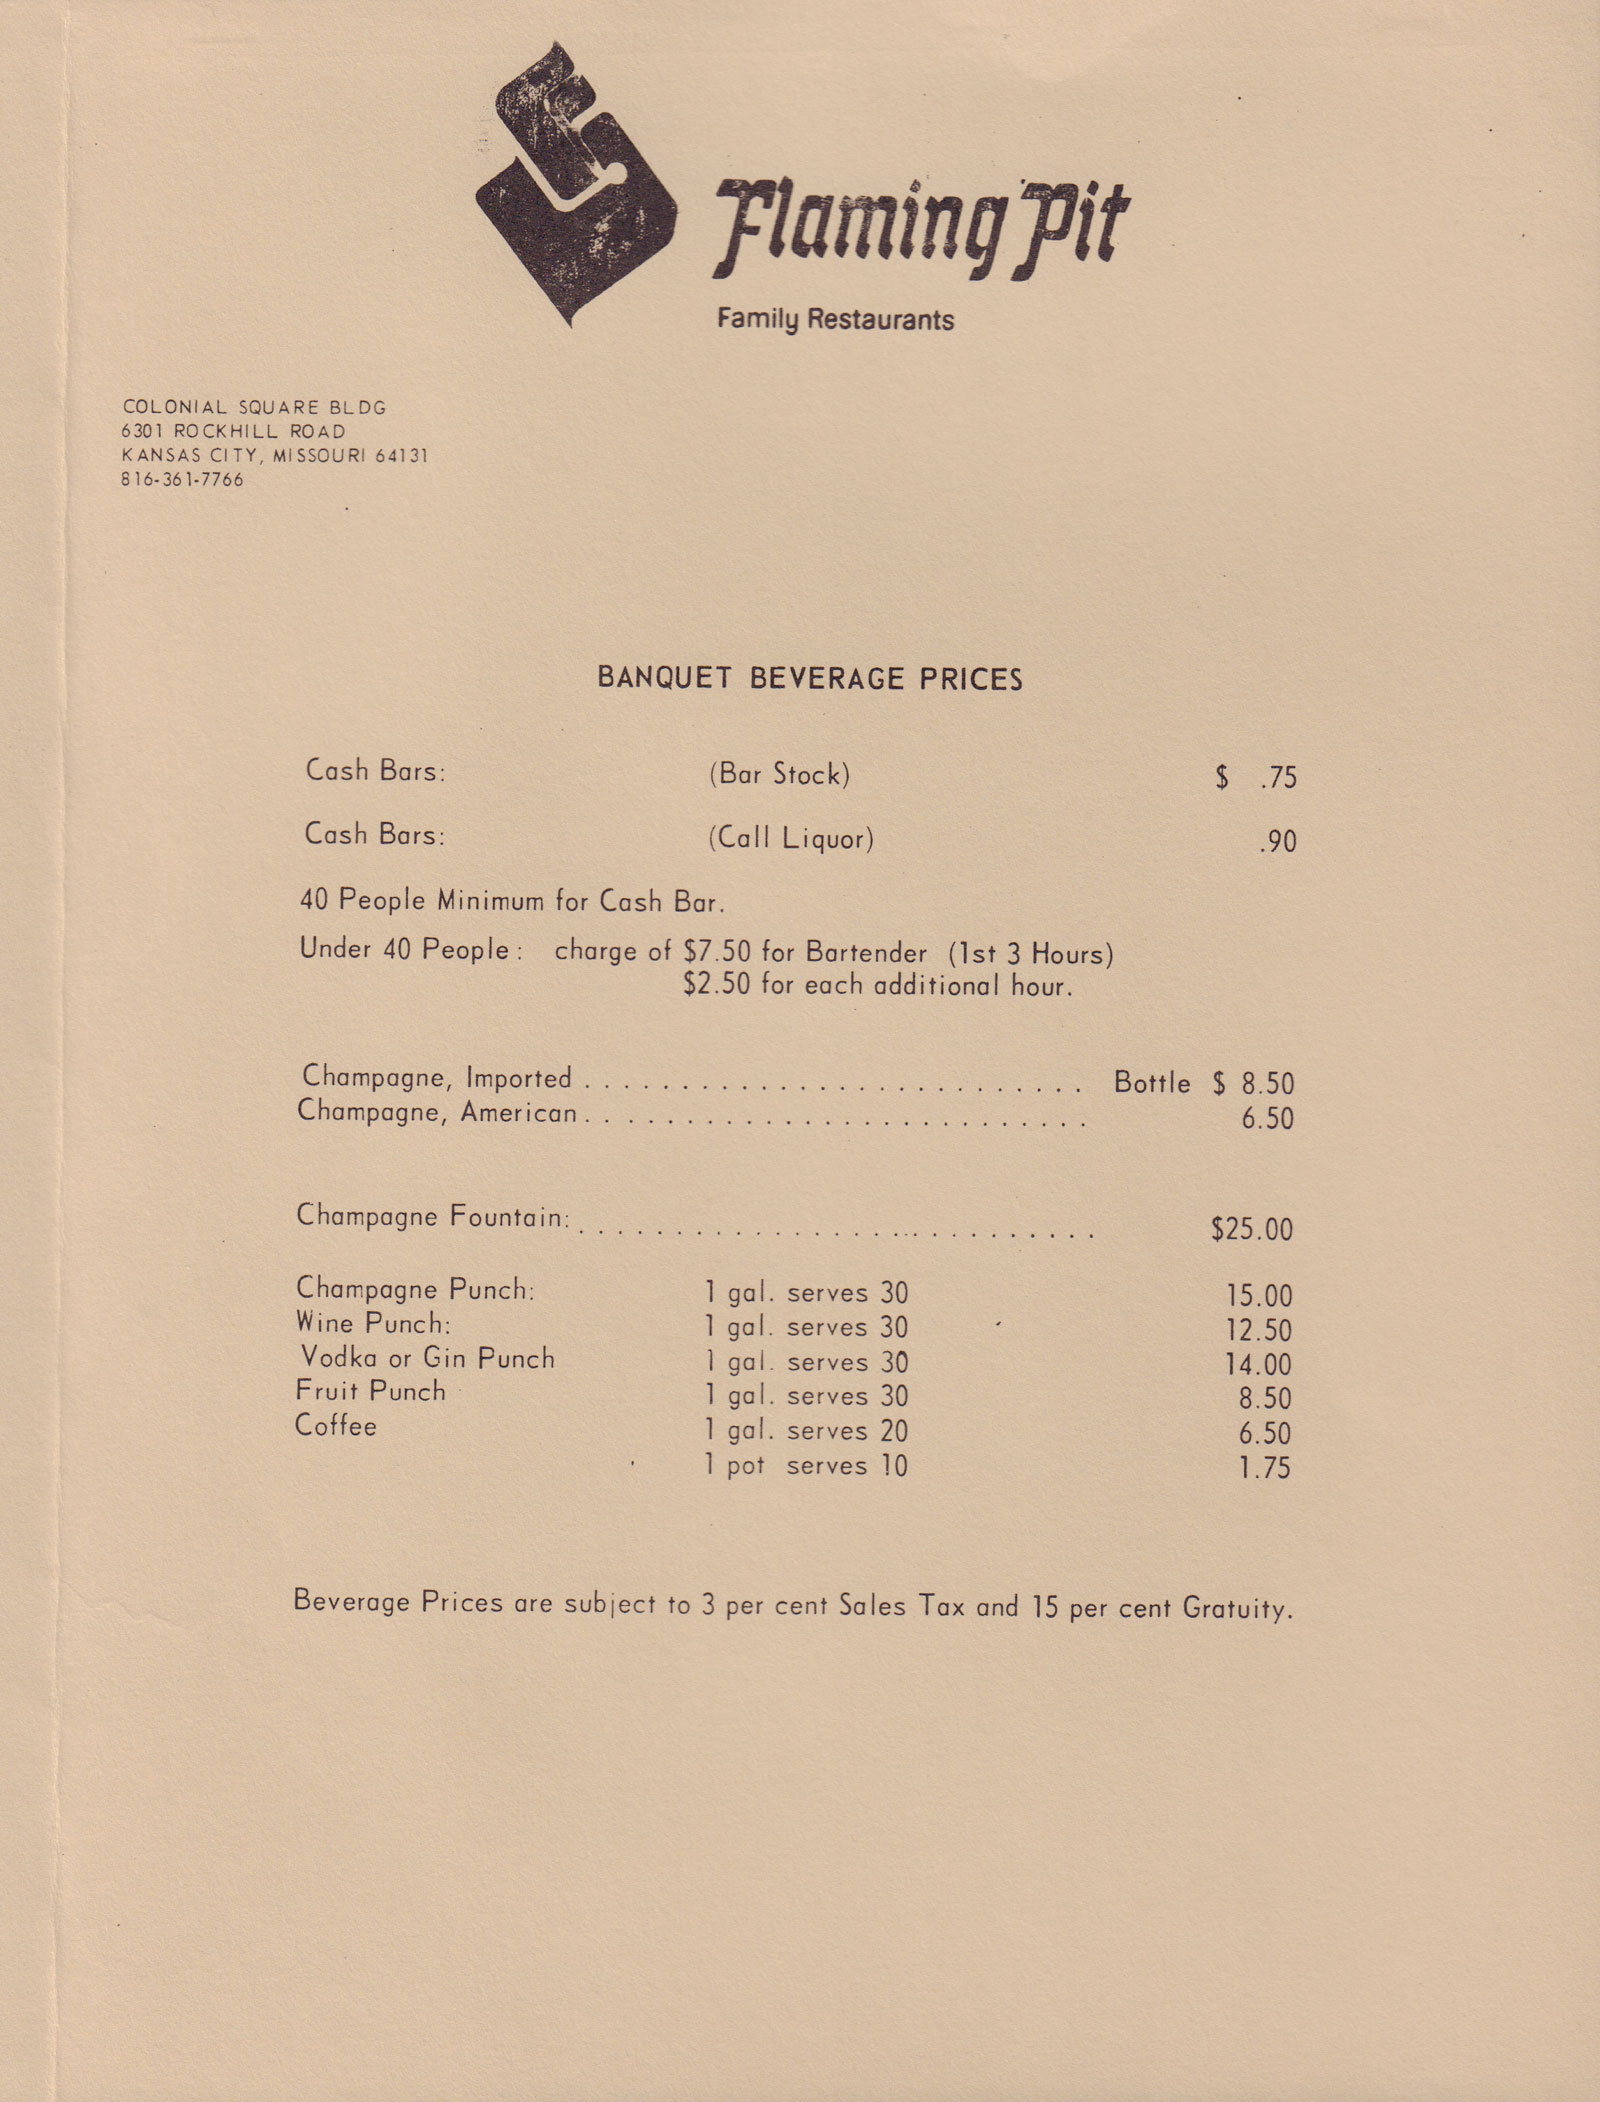 Flaming Pit
Family Restaurants
COLONIAL SQUARE BLDG
6301 ROCKHILL ROAD
KANSAS CITY, MISSOURI 64131
816-361-7766
BANQUET BEVERAGE PRICES
Cash Bars: (Bar Stock) $ .75
Cash Bars: (Call Liquor) .90
40 People Minimum for Cash Bar.
Under 40 People: charge of $7.50 for Bartender (1st 3 Hours)
$2.50 for each additional hour.
Champagne, Imported . . . . . . . . . . . . . . . . . . . . . . . . . . Bottle $ 8.50
Champagne, American . . . . . . . . . . . . . . . . . . . . . . . . . . 6.50
Champagne Fountain: . . . . . . . . . . . . . . . . . . . . . . . . . . . $25.00
Champagne Punch: 1 gal. serves 30 15.00
Wine Punch: 1 gal. serves 30 12.50
Vodka or Gin Punch 1 gal. serves 30 14.00
Fruit Punch 1 gal. serves 30 8.50
Coffee 1 gal. serves 20 6.50
1 pot serves 10 1.75
Beverage Prices are subject to 3 per cent Sales Tax and 15 per cent Gratuity.